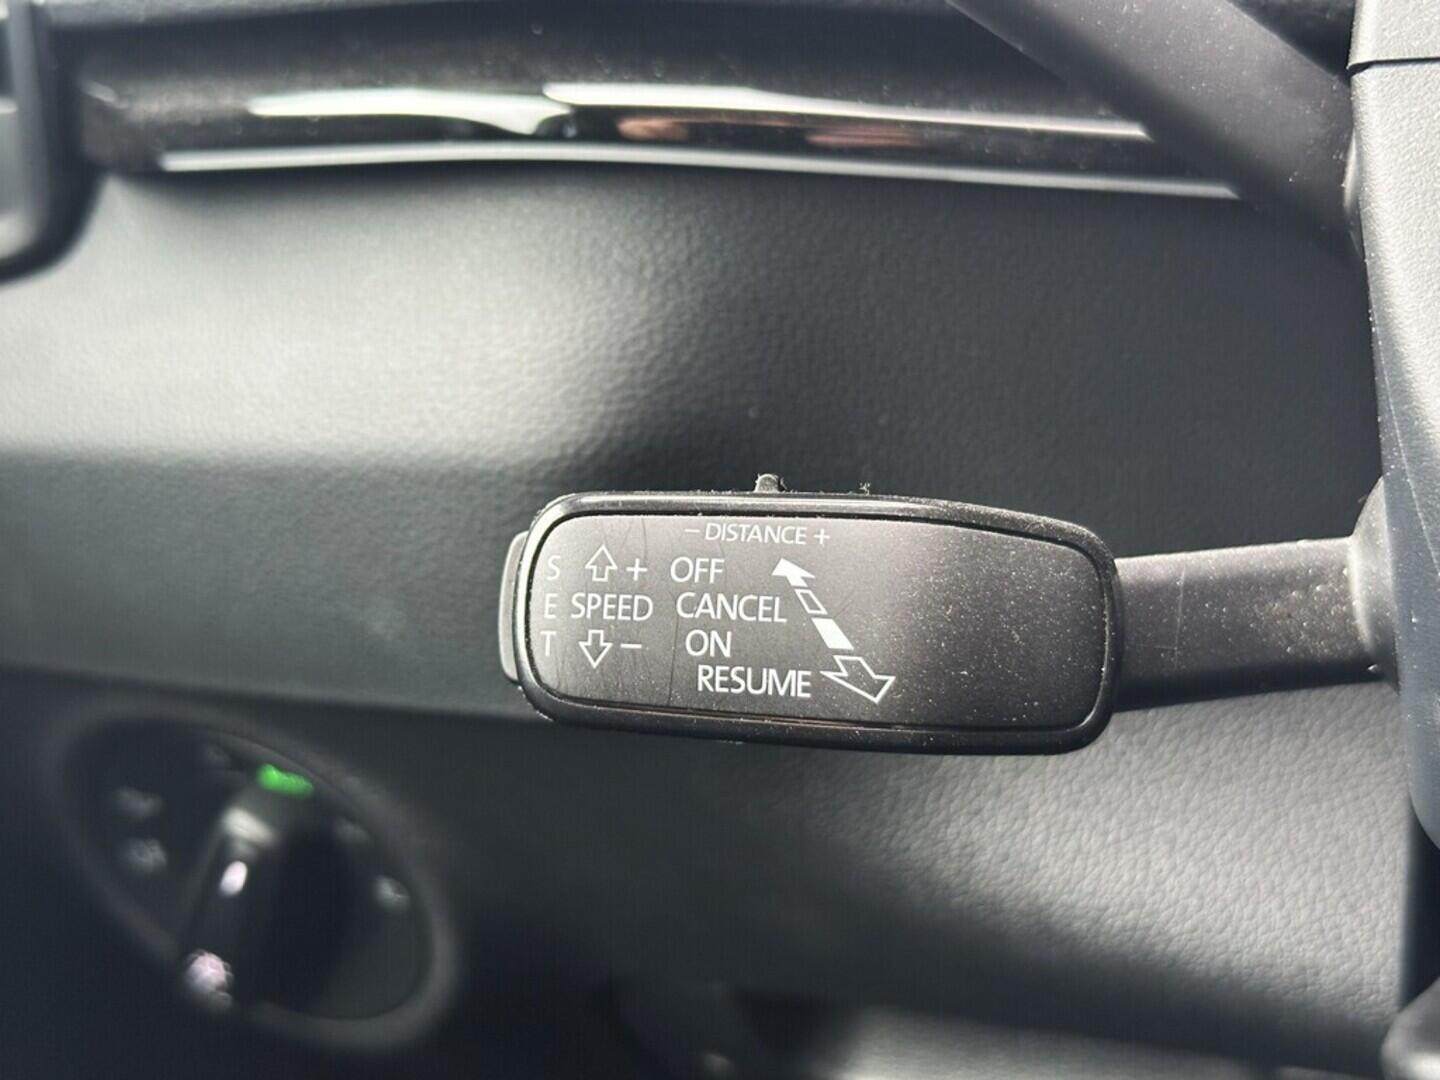 – DISTANCE +
S + OFF
E SPEED CANCEL
T – ON
RESUME